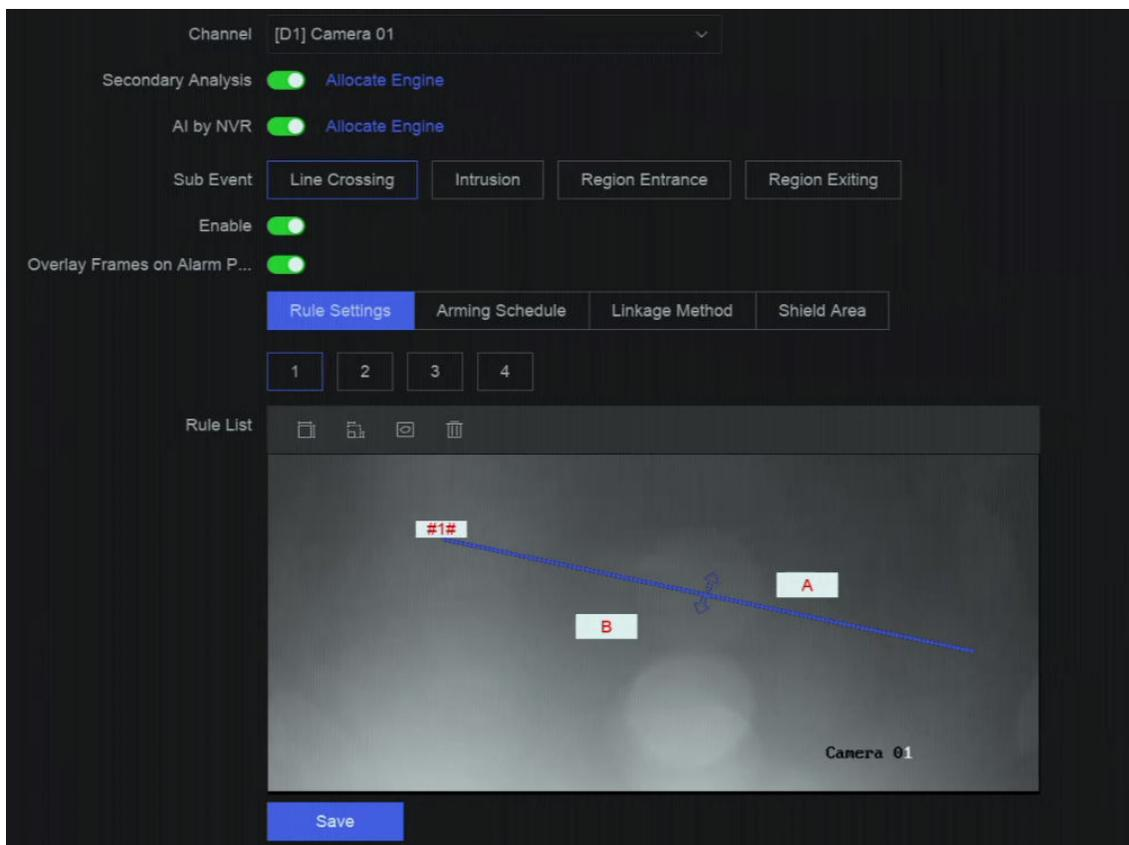 Channel [D1] Camera 01
Secondary Analysis Allocate Engine
AI by NVR Allocate Engine
Sub Event Line Crossing Intrusion Region Entrance Region Exiting
Enable
Overlay Frames on Alarm P...
Rule Settings Arming Schedule Linkage Method Shield Area
1 2 3 4
Rule List
#1#
A
B
Camera 01
Save